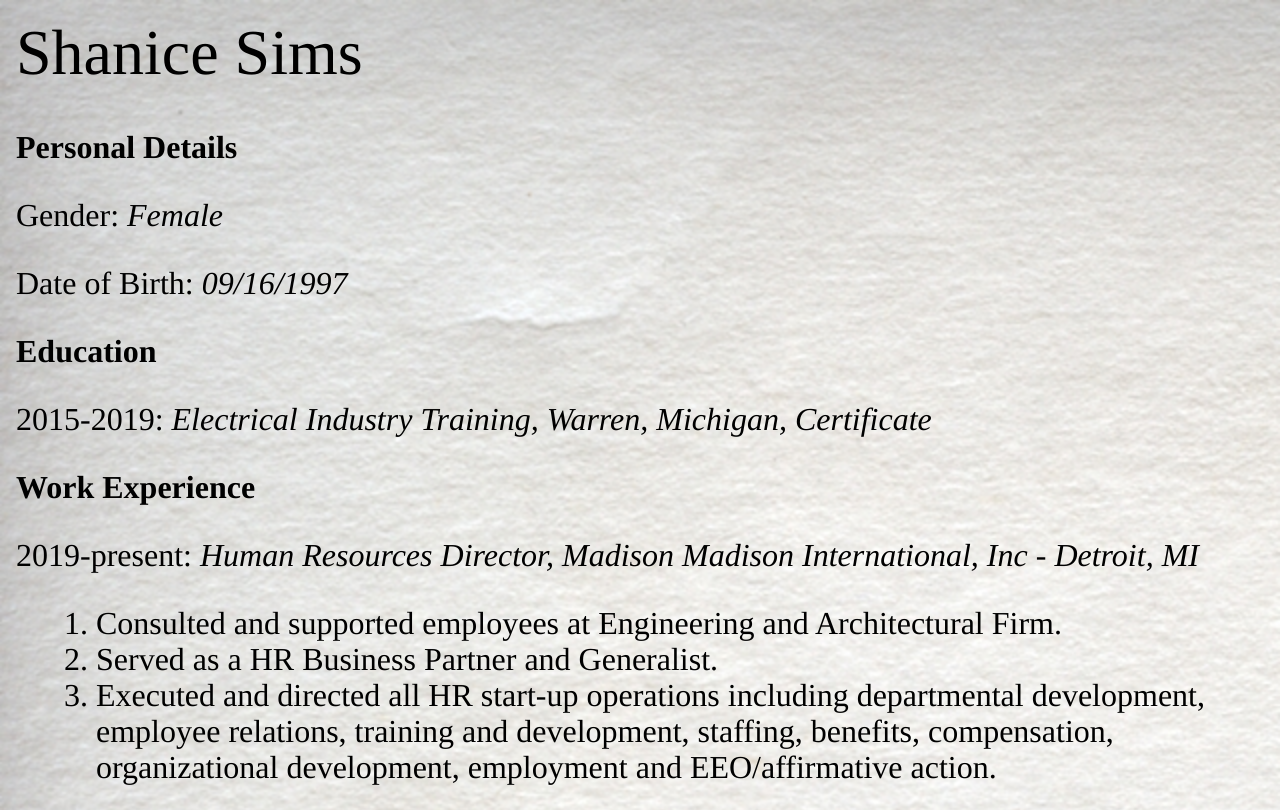 Shanice Sims
Personal Details
Gender: Female
Date of Birth: 09/16/1997
Education
2015-2019: Electrical Industry Training, Warren, Michigan, Certificate
Work Experience
2019-present: Human Resources Director, Madison Madison International, Inc - Detroit, MI
1. Consulted and supported employees at Engineering and Architectural Firm.
2. Served as a HR Business Partner and Generalist.
3. Executed and directed all HR start-up operations including departmental development,
employee relations, training and development, staffing, benefits, compensation,
organizational development, employment and EEO/affirmative action.